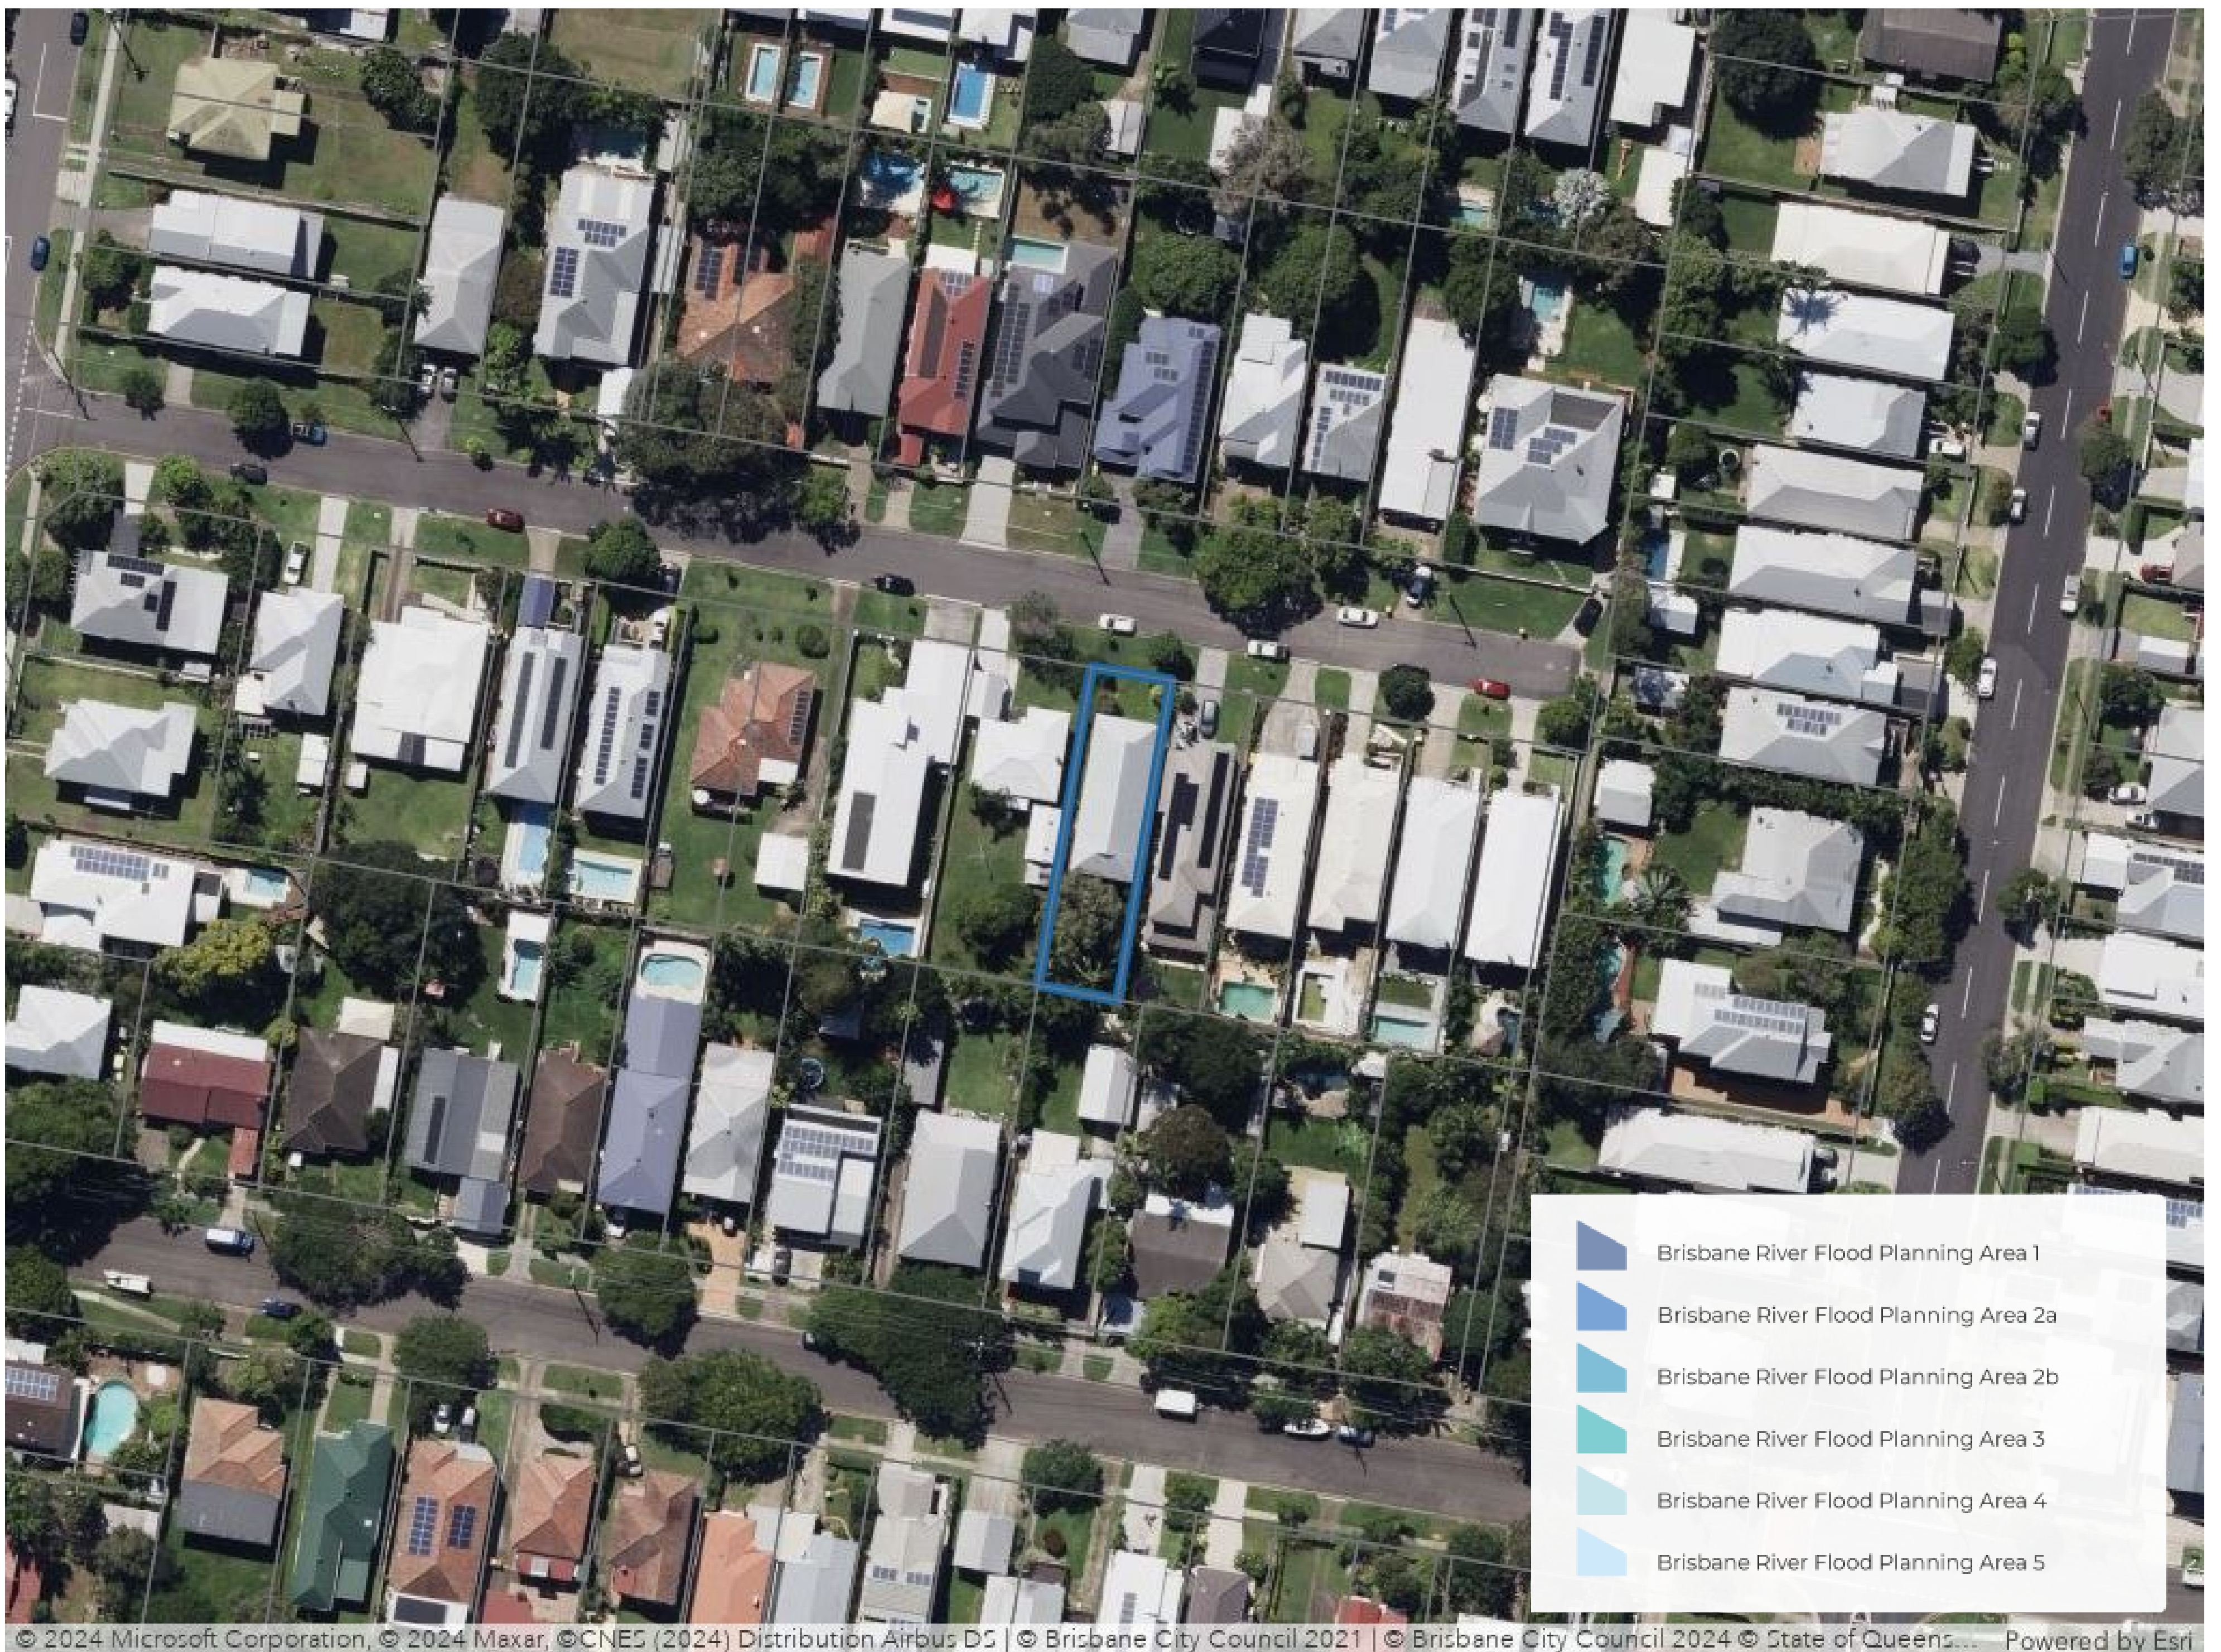 Brisbane River Flood Planning Area 1
Brisbane River Flood Planning Area 2a
Brisbane River Flood Planning Area 2b
Brisbane River Flood Planning Area 3
Brisbane River Flood Planning Area 4
Brisbane River Flood Planning Area 5
© 2024 Microsoft Corporation, © 2024 Maxar, ©CNES (2024) Distribution Airbus DS | © Brisbane City Council 2021 | © Brisbane City Council 2024 © State of Queens... Powered by Esri